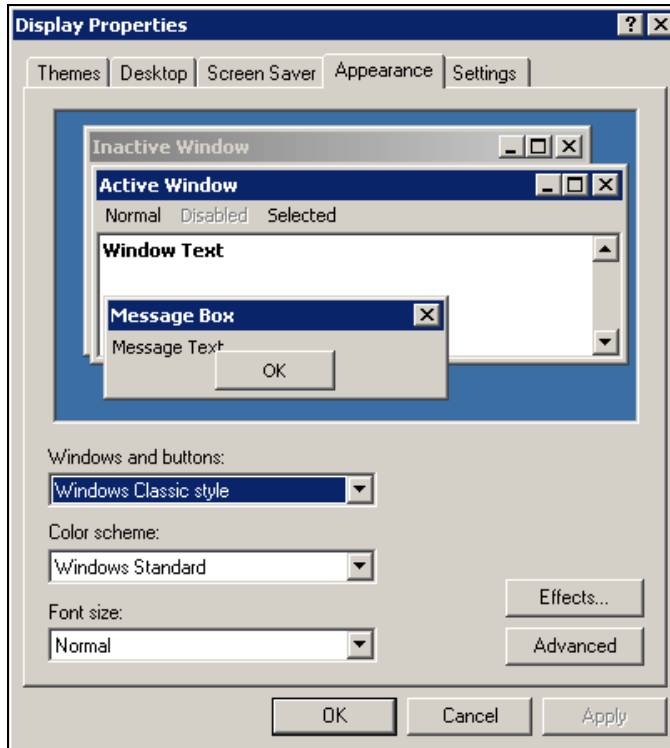 Display Properties
Themes Desktop Screen Saver Appearance Settings
Inactive Window
Active Window
Normal Disabled Selected
Window Text
Message Box
Message Text
OK
Windows and buttons:
Windows Classic style
Color scheme:
Windows Standard
Effects...
Font size:
Normal
Advanced
OK Cancel Apply